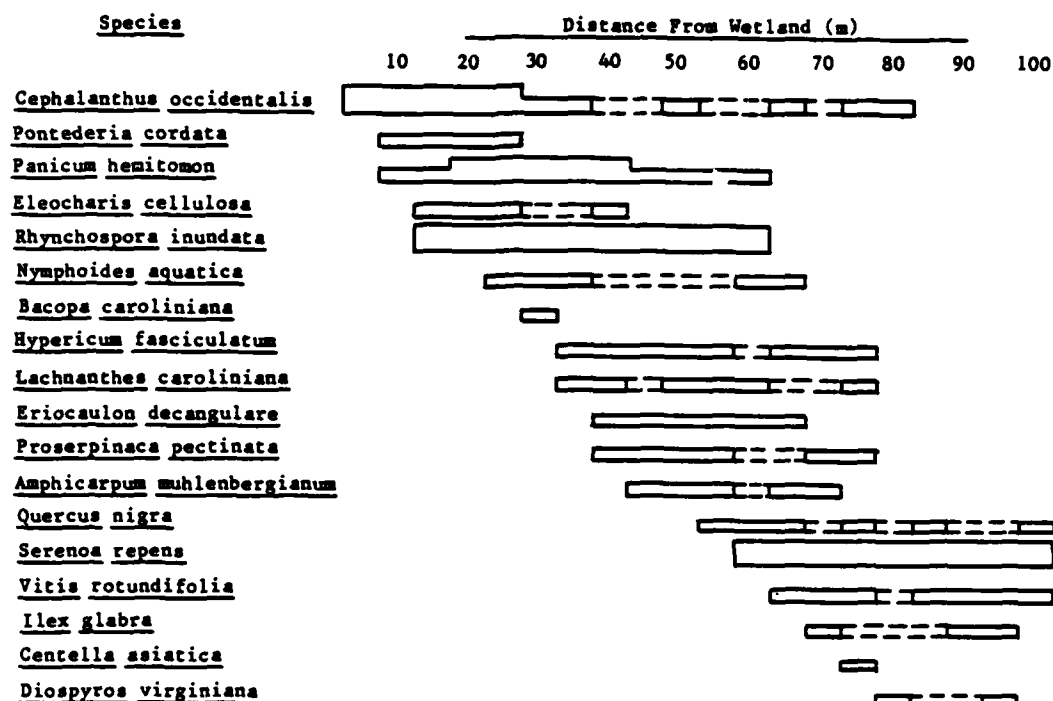 Species
Distance From Wetland (m)
10 20 30 40 50 60 70 80 90 100
Cephalanthus occidentalis
Pontederia cordata
Panicum hemitomon
Eleocharis cellulosa
Rhynchospora inundata
Nymphoides aquatica
Bacopa caroliniana
Hypericum fasciculatum
Lachnanthes caroliniana
Eriocaulon decangulare
Proserpinaca pectinata
Amphicarpum muhlenbergianum
Quercus nigra
Serenoa repens
Vitis rotundifolia
Ilex glabra
Centella asiatica
Diospyros virginiana